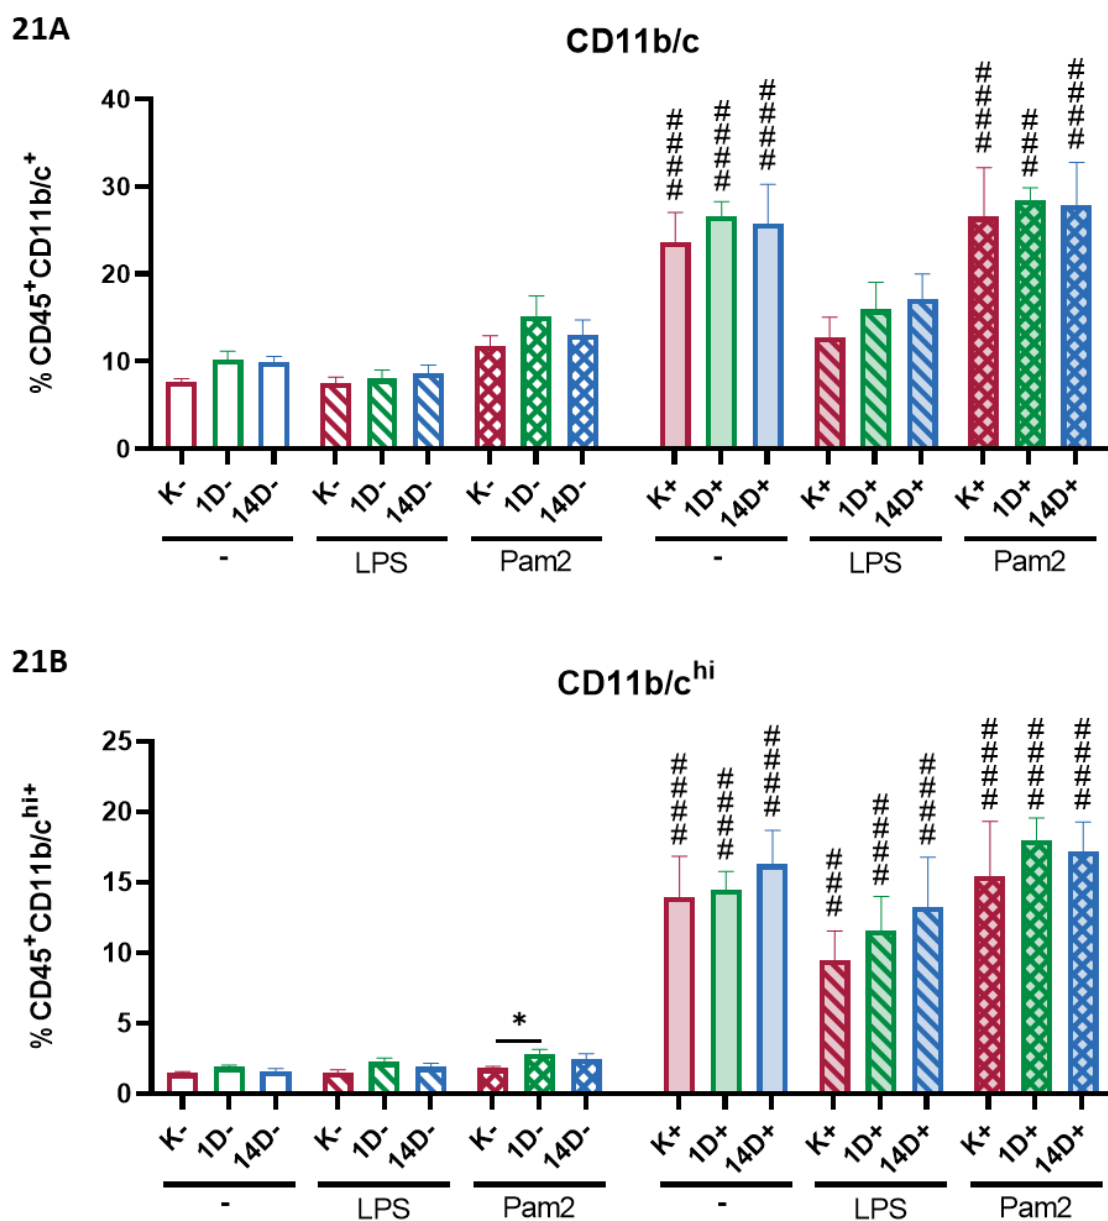 21A
CD11b/c
% CD45⁺CD11b/c⁺
40
30
20
10
0
####
####
####
####
###
####
K- 1D- 14D- K- 1D- 14D- K- 1D- 14D- K+ 1D+ 14D+ K+ 1D+ 14D+ K+ 1D+ 14D+
- LPS Pam2 - LPS Pam2
21B
CD11b/cʰⁱ
% CD45⁺CD11b/cʰⁱ⁺
25
20
15
10
5
0
*
####
####
####
###
####
####
####
####
####
K- 1D- 14D- K- 1D- 14D- K- 1D- 14D- K+ 1D+ 14D+ K+ 1D+ 14D+ K+ 1D+ 14D+
- LPS Pam2 - LPS Pam2